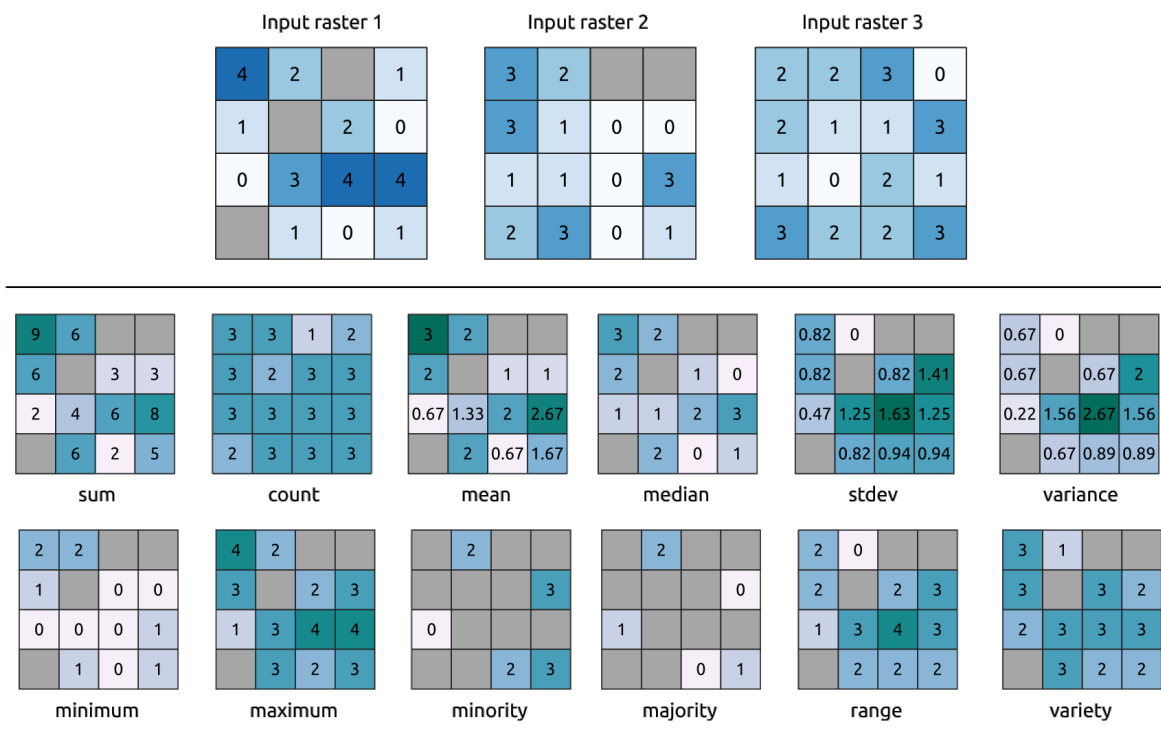 Input raster 1 Input raster 2 Input raster 3
4 2 1 3 2 2 2 3 0
1 2 0 3 1 0 0 2 1 1 3
0 3 4 4 1 1 0 3 1 0 2 1
1 0 1 2 3 0 1 3 2 2 3
9 6 3 3 1 2 3 2 3 2 0.82 0 0.67 0
6 3 3 3 2 3 3 2 1 1 2 1 0 0.82 0.82 1.41 0.67 0.67 2
2 4 6 8 3 3 3 3 0.67 1.33 2 2.67 1 1 2 3 0.47 1.25 1.63 1.25 0.22 1.56 2.67 1.56
6 2 5 2 3 3 3 2 0.67 1.67 2 0 1 0.82 0.94 0.94 0.67 0.89 0.89
sum count mean median stdev variance
2 2 4 2 2 2 2 0 3 1
1 0 0 3 2 3 3 0 2 2 3 3 3 2
0 0 0 1 1 3 4 4 0 1 1 3 4 3 2 3 3 3
1 0 1 3 2 3 2 3 0 1 2 2 2 3 2 2
minimum maximum minority majority range variety